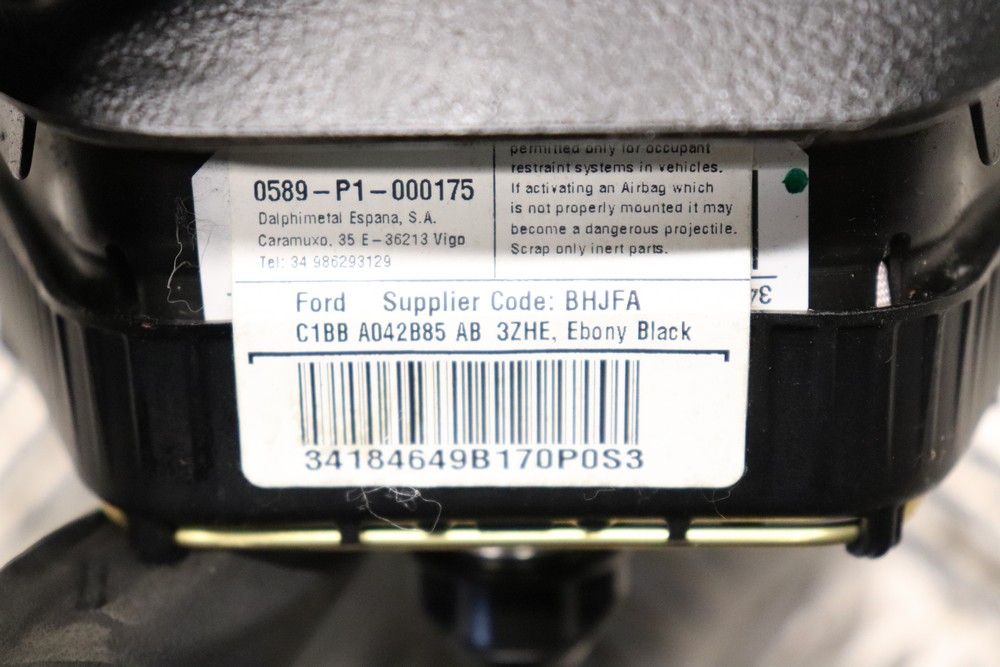 0589-P1-000175
Dalphimetal Espana, S.A.
Caramuxo, 35 E-36213 Vigo
Tel: 34 986293129
permitted only for occupant
restraint systems in vehicles.
If activating an Airbag which
is not properly mounted it may
become a dangerous projectile.
Scrap only inert parts.
34
Ford Supplier Code: BHJFA
C1BB A042B85 AB 3ZHE, Ebony Black
34184649B170P0S3